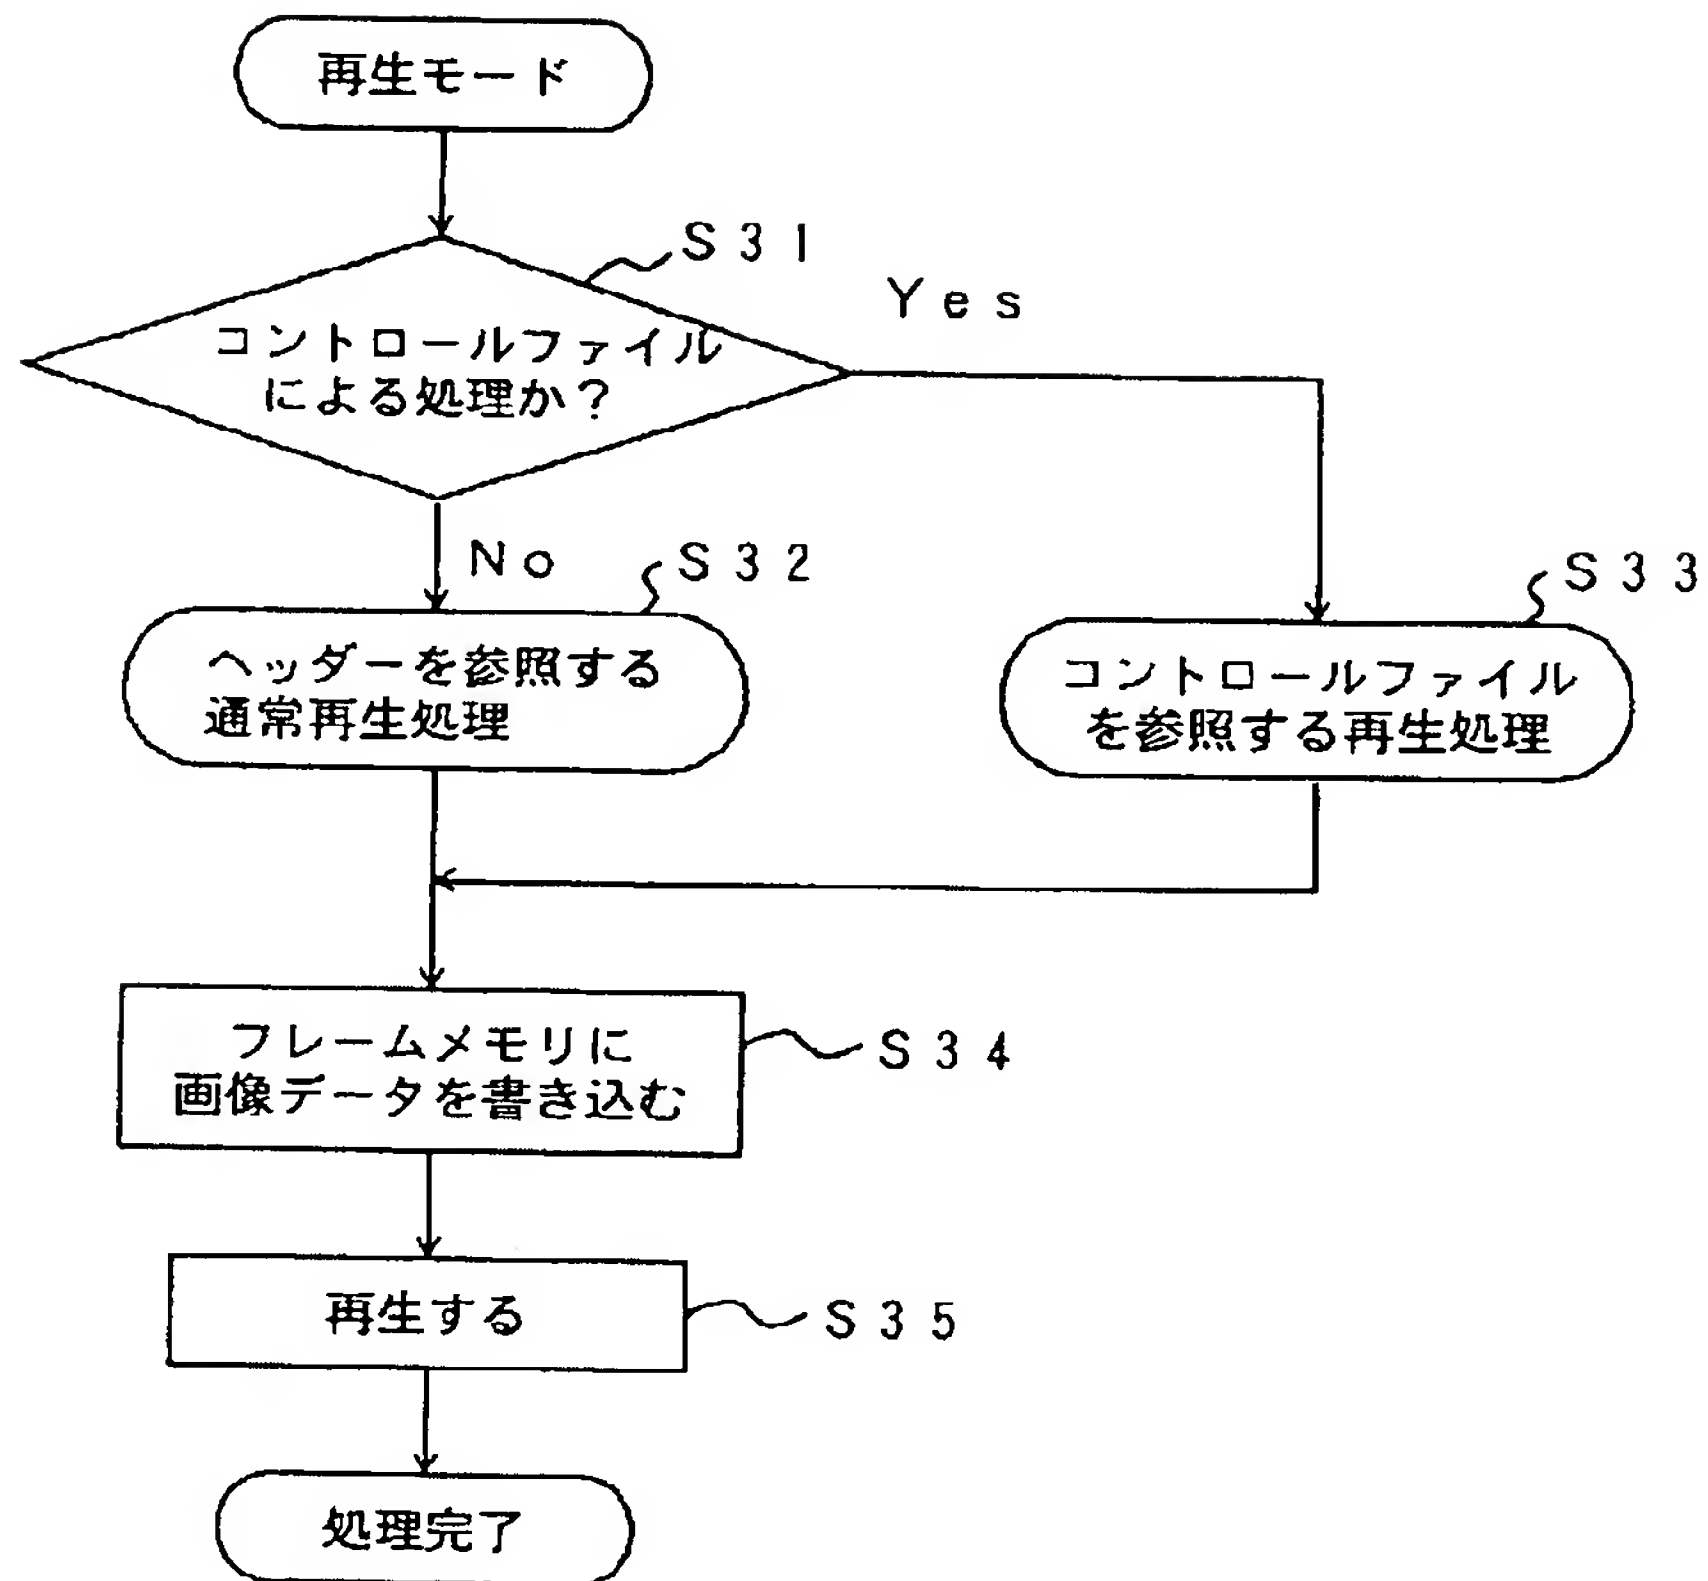 再生モード
S31
Yes
コントロールファイル
による処理か?
No
S32
S33
ヘッダーを参照する
通常再生処理
コントロールファイル
を参照する再生処理
フレームメモリに
画像データを書き込む
S34
再生する
S35
処理完了